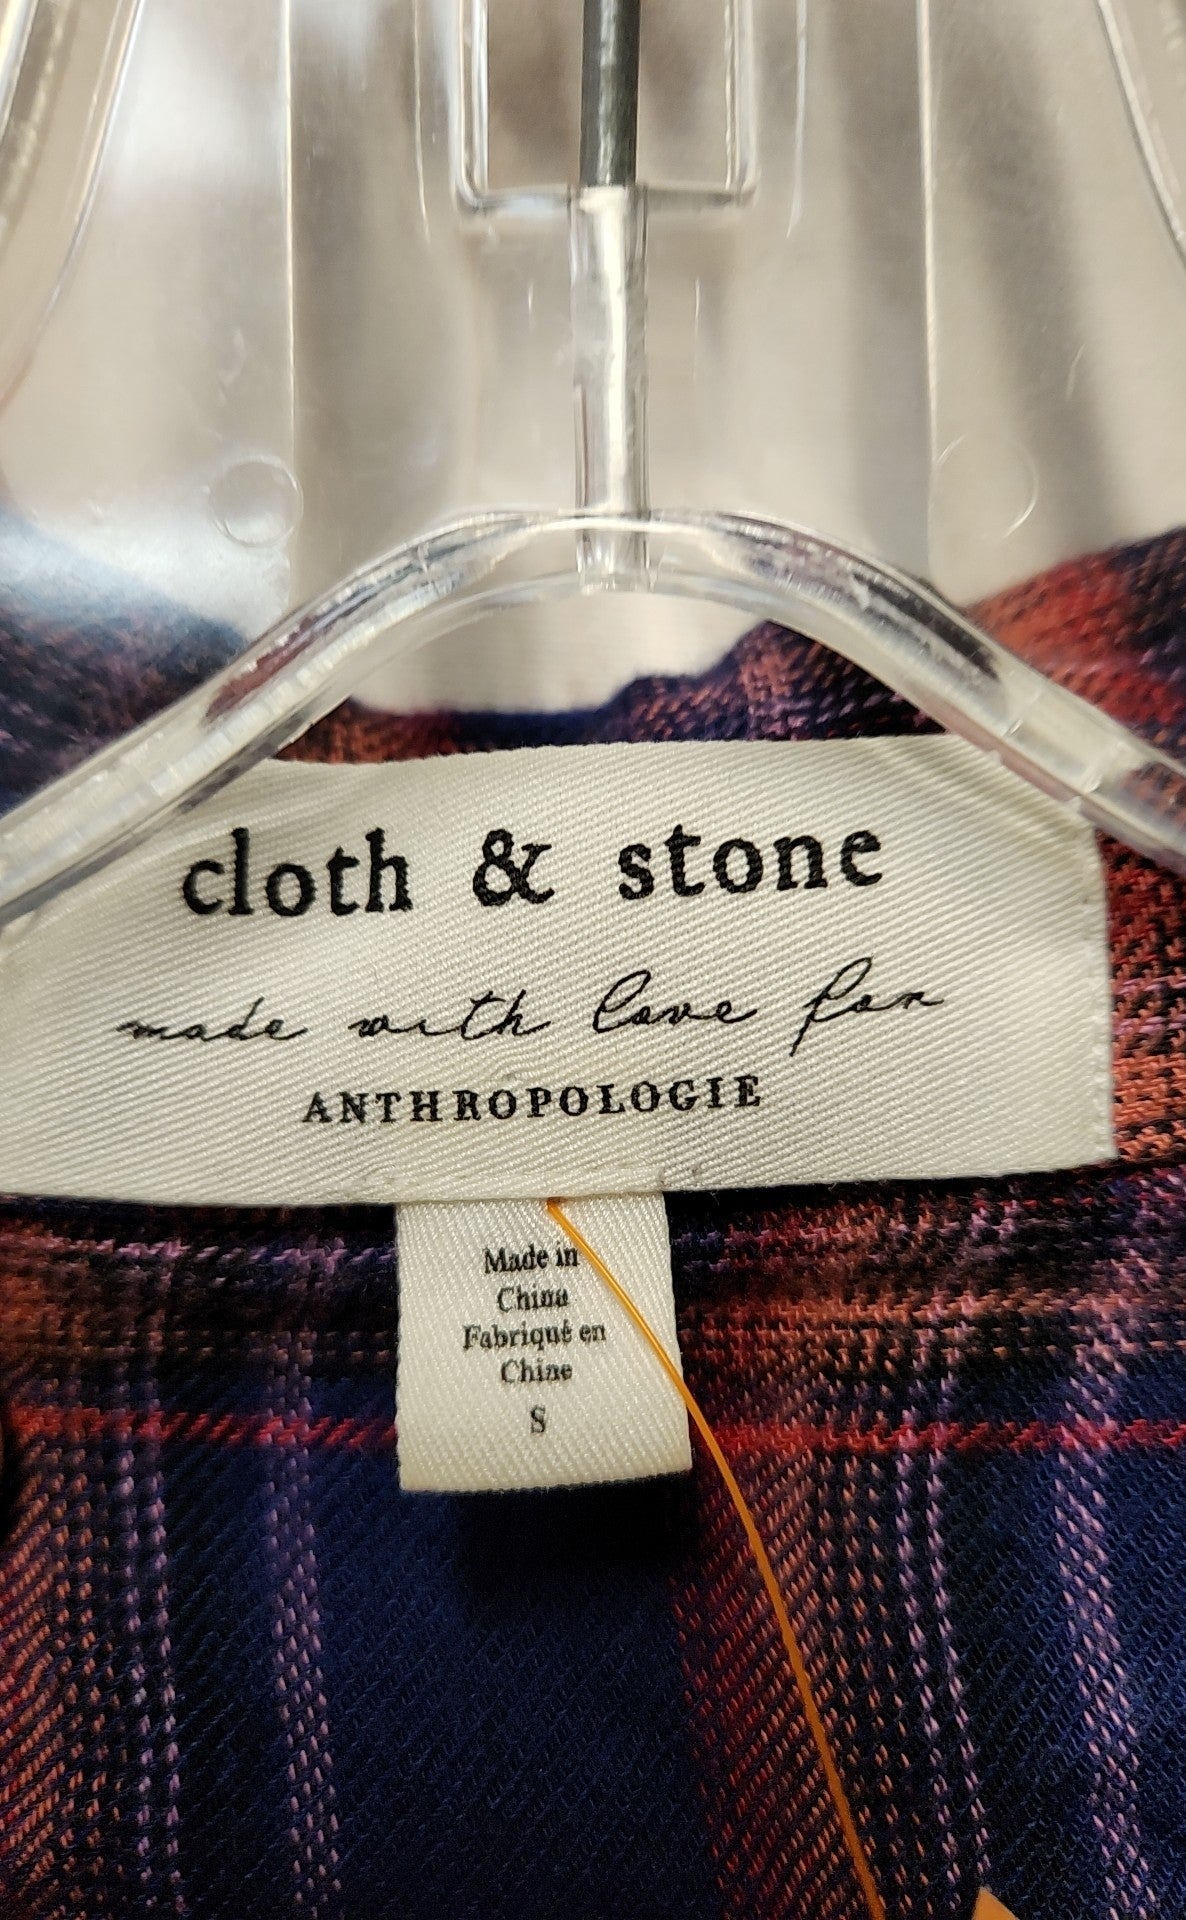 cloth & stone
made with love for
ANTHROPOLOGIE
Made in
China
Fabriqué en
Chine
S